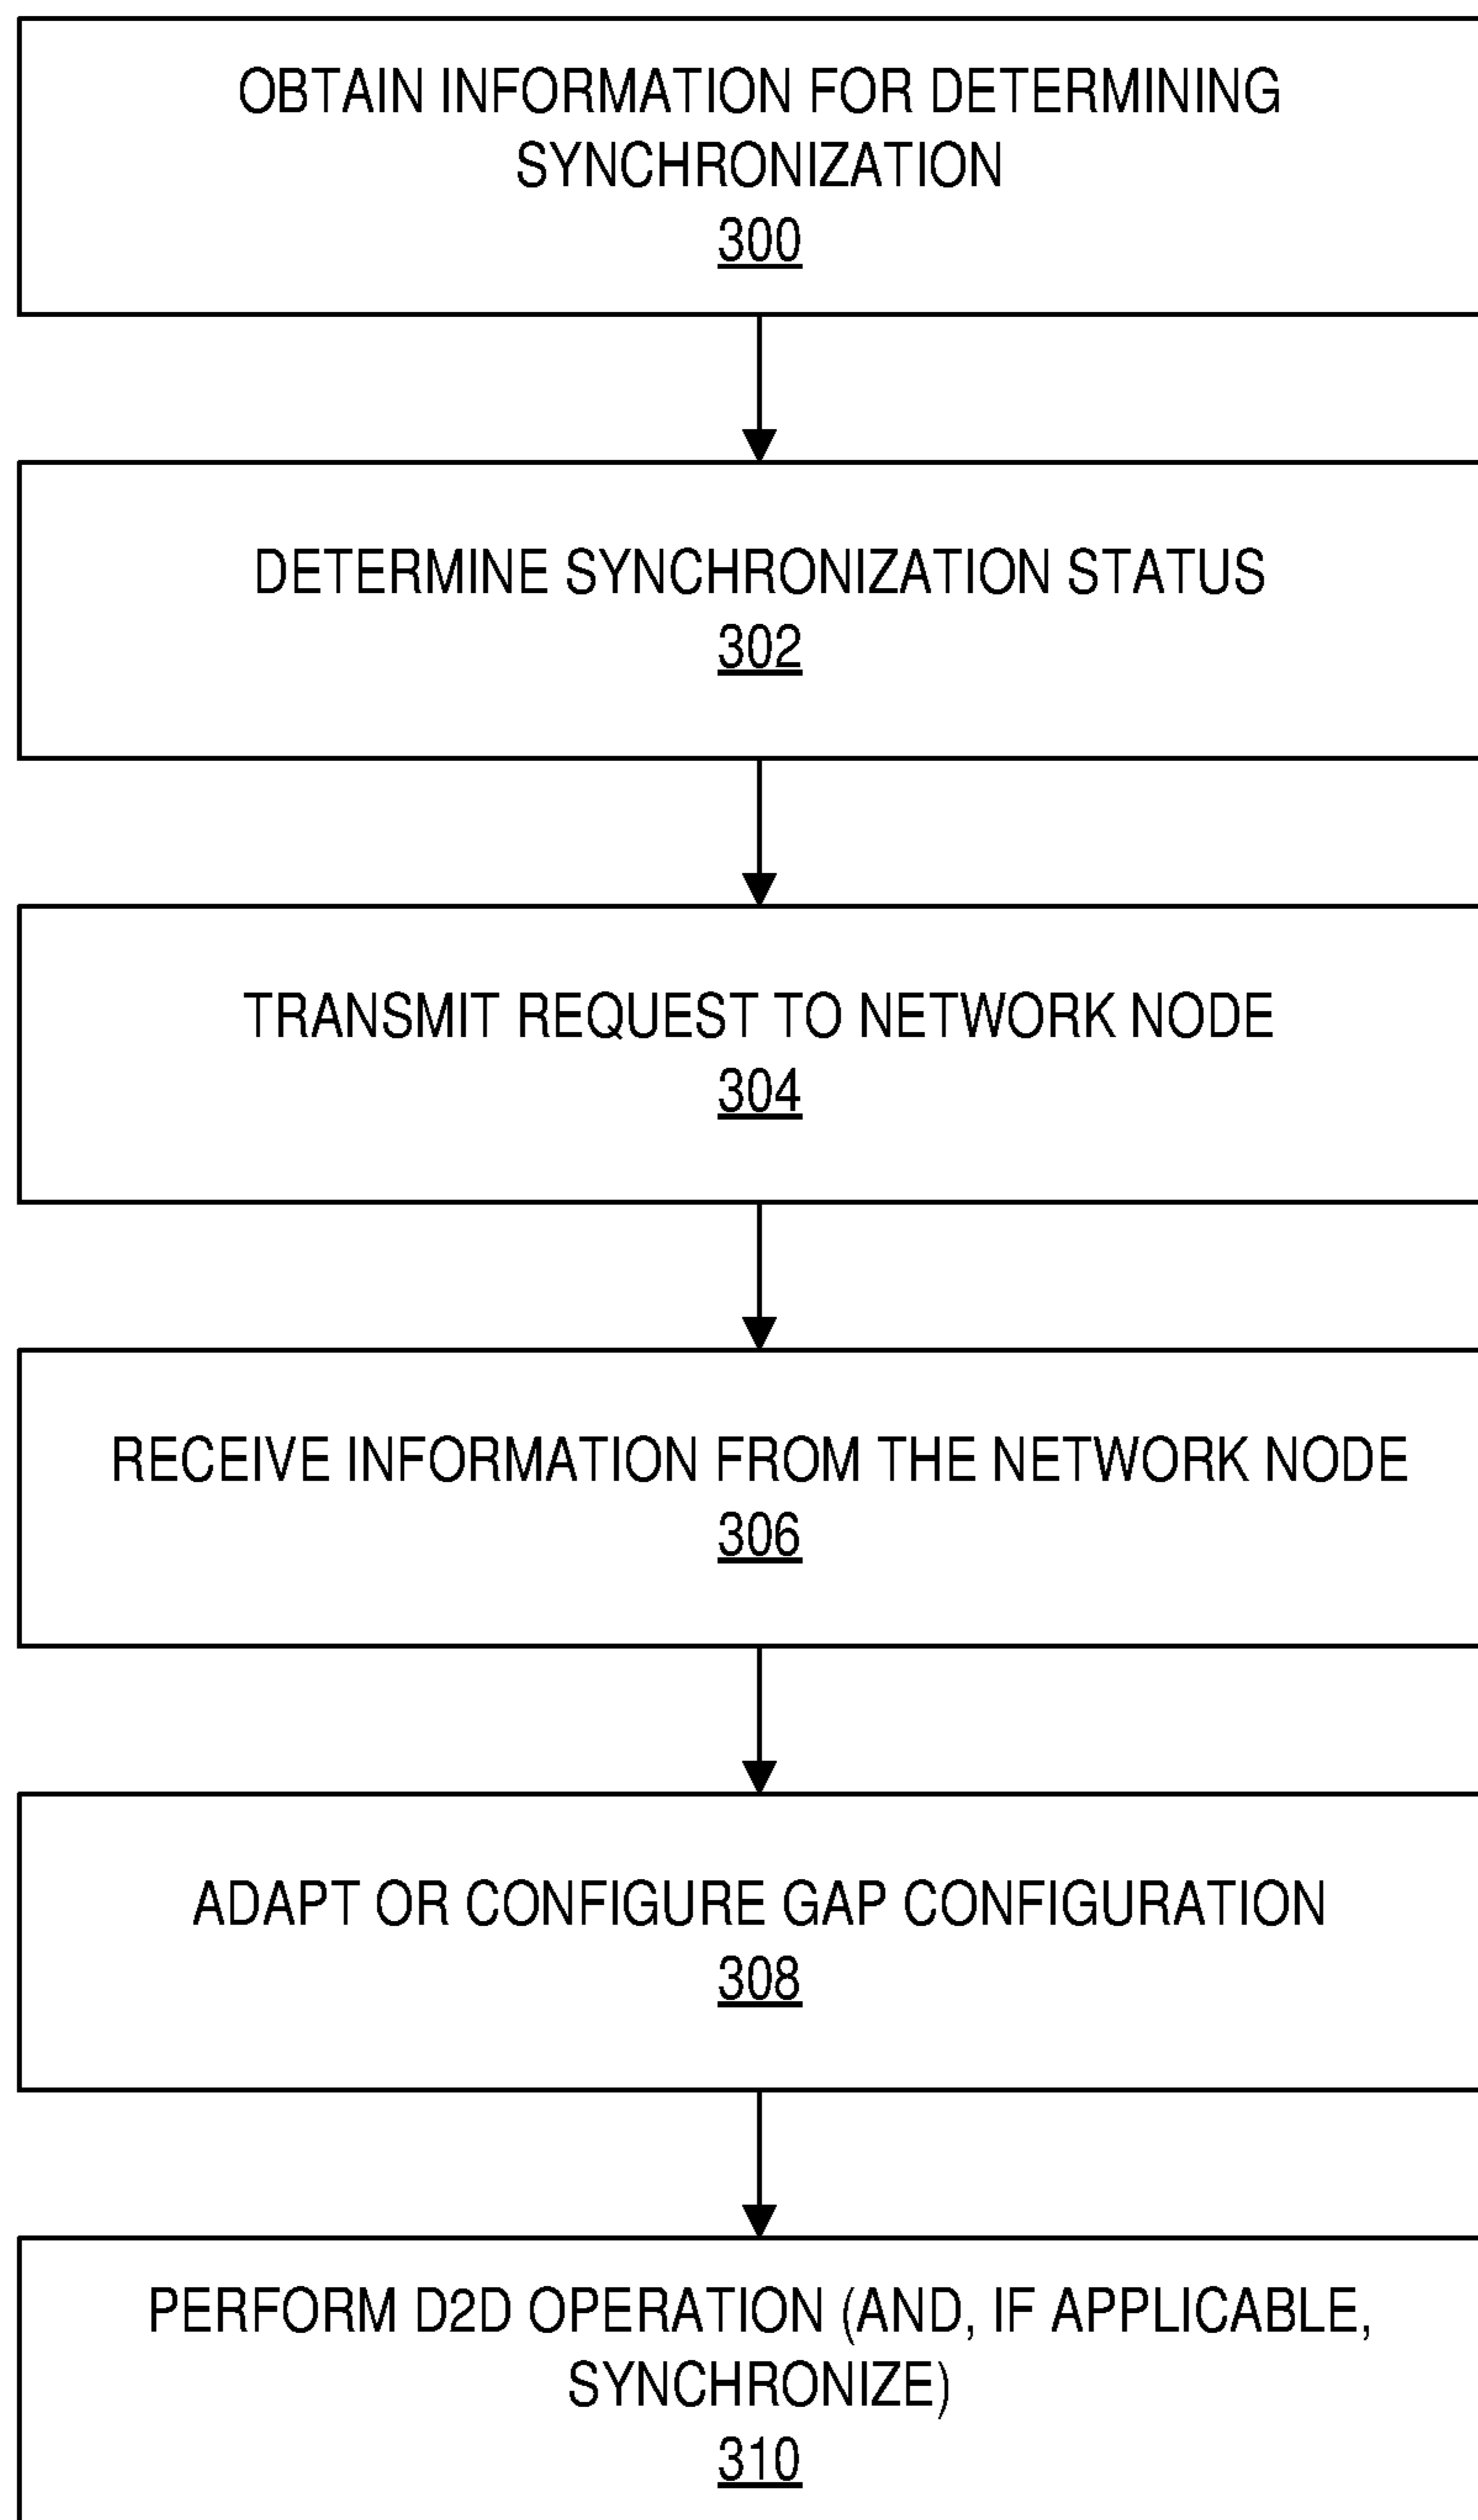 OBTAIN INFORMATION FOR DETERMINING
SYNCHRONIZATION
300
DETERMINE SYNCHRONIZATION STATUS
302
TRANSMIT REQUEST TO NETWORK NODE
304
RECEIVE INFORMATION FROM THE NETWORK NODE
306
ADAPT OR CONFIGURE GAP CONFIGURATION
308
PERFORM D2D OPERATION (AND, IF APPLICABLE,
SYNCHRONIZE)
310